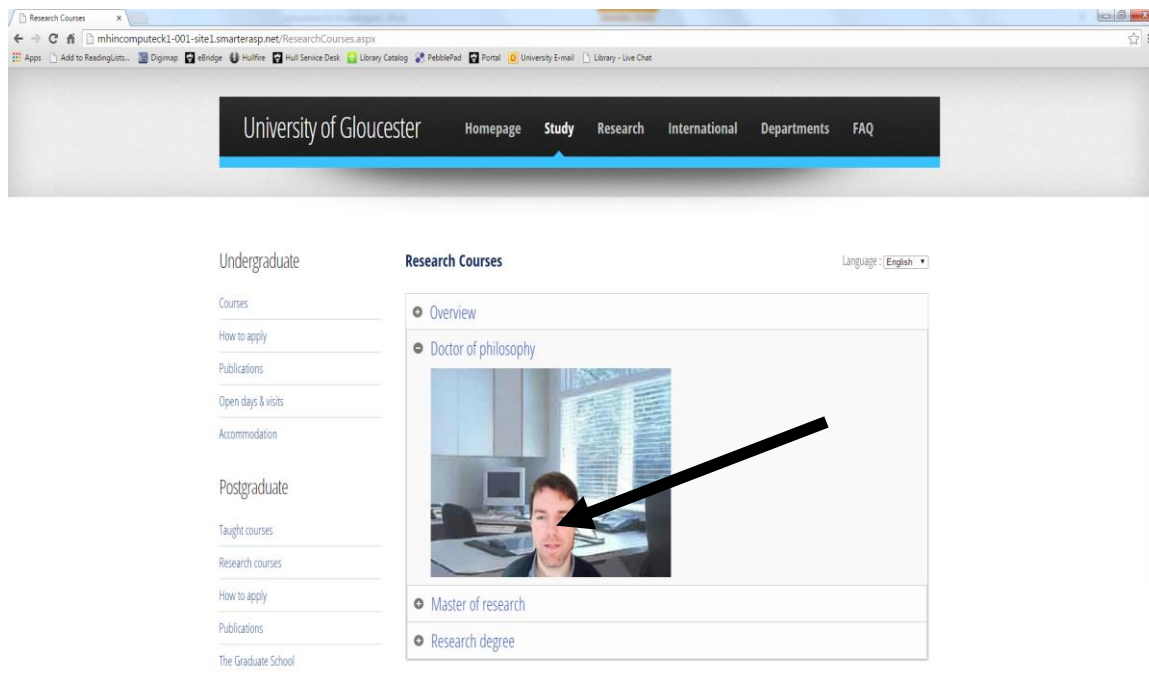 Research Courses
mhincomputeck1-001-site1.smarterasp.net/ResearchCourses.aspx
Apps Add to ReadingLists... Digimap eBridge Hullfire Hull Service Desk Library Catalog PebblePad Portal University E-mail Library - Live Chat
University of Gloucester Homepage Study Research International Departments FAQ
Undergraduate
Courses
How to apply
Publications
Open days & visits
Accommodation
Postgraduate
Taught courses
Research courses
How to apply
Publications
The Graduate School
Research Courses
Language : English
Overview
Doctor of philosophy
Master of research
Research degree